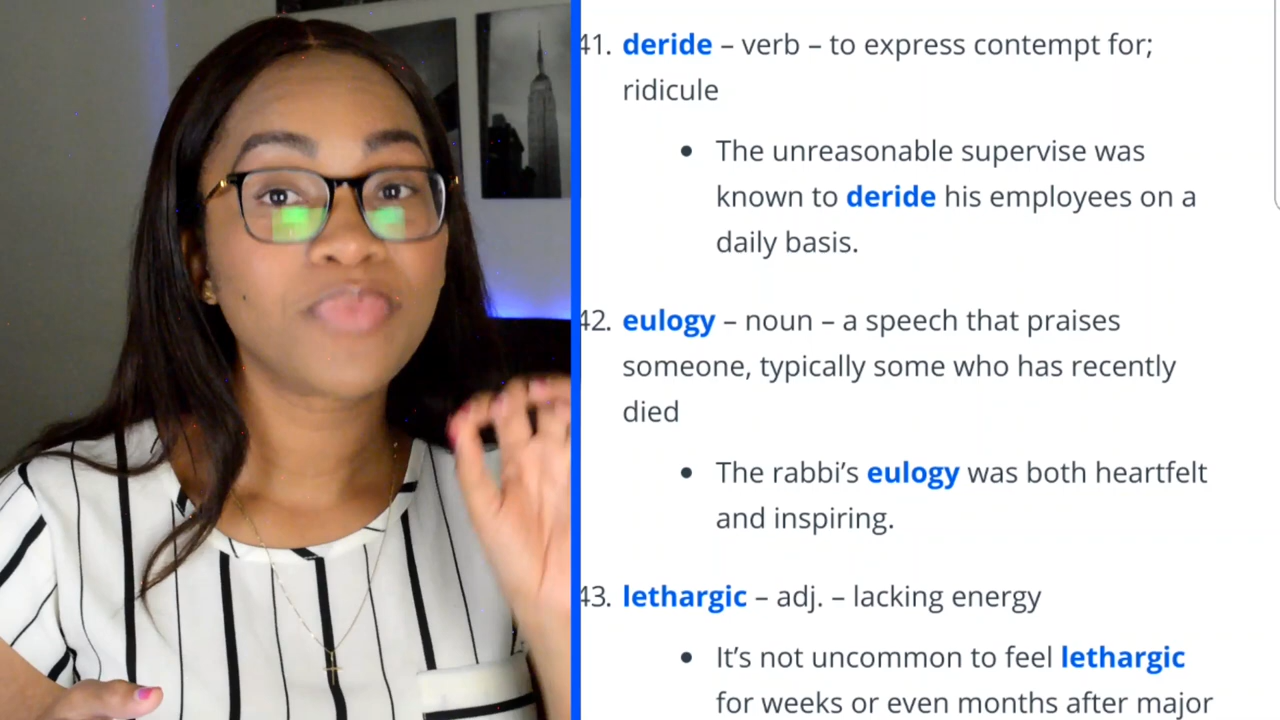 41. deride – verb – to express contempt for;
ridicule
• The unreasonable supervise was
known to deride his employees on a
daily basis.
42. eulogy – noun – a speech that praises
someone, typically some who has recently
died
• The rabbi’s eulogy was both heartfelt
and inspiring.
43. lethargic – adj. – lacking energy
• It’s not uncommon to feel lethargic
for weeks or even months after major